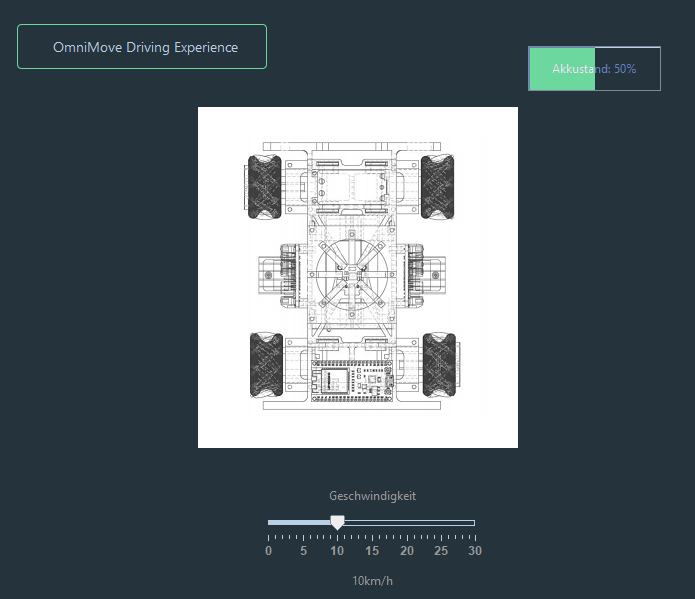 OmniMove Driving Experience
Akkustand: 50%
Geschwindigkeit
0 5 10 15 20 25 30
10km/h